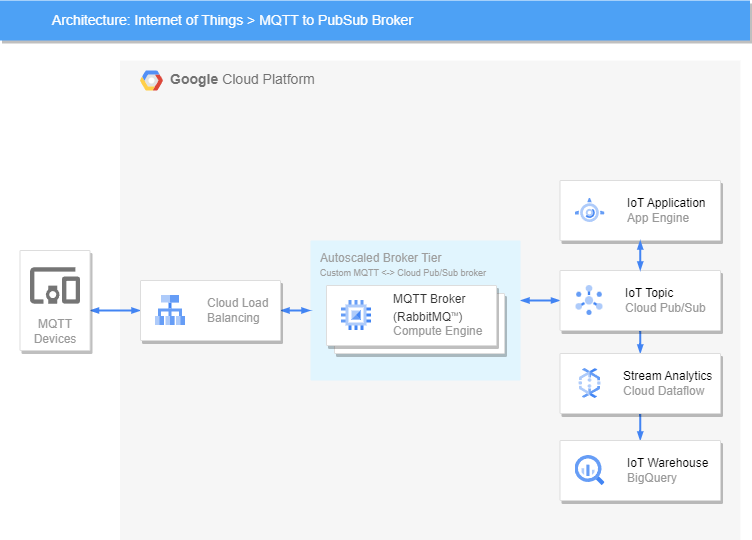 Architecture: Internet of Things > MQTT to PubSub Broker
Google Cloud Platform
IoT Application
App Engine
Autoscaled Broker Tier
Custom MQTT <-> Cloud Pub/Sub broker
MQTT Broker
(RabbitMQ™)
Compute Engine
Cloud Load
Balancing
MQTT
Devices
IoT Topic
Cloud Pub/Sub
Stream Analytics
Cloud Dataflow
IoT Warehouse
BigQuery